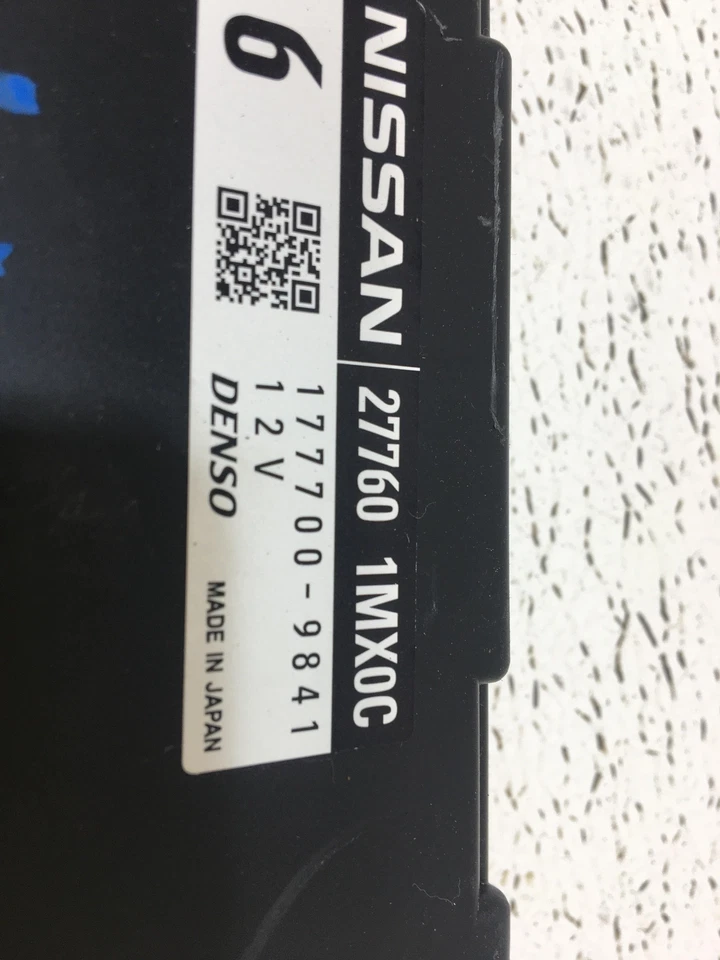 NISSAN 27760 1MX0C
6
177700-9841
12V
DENSO MADE IN JAPAN